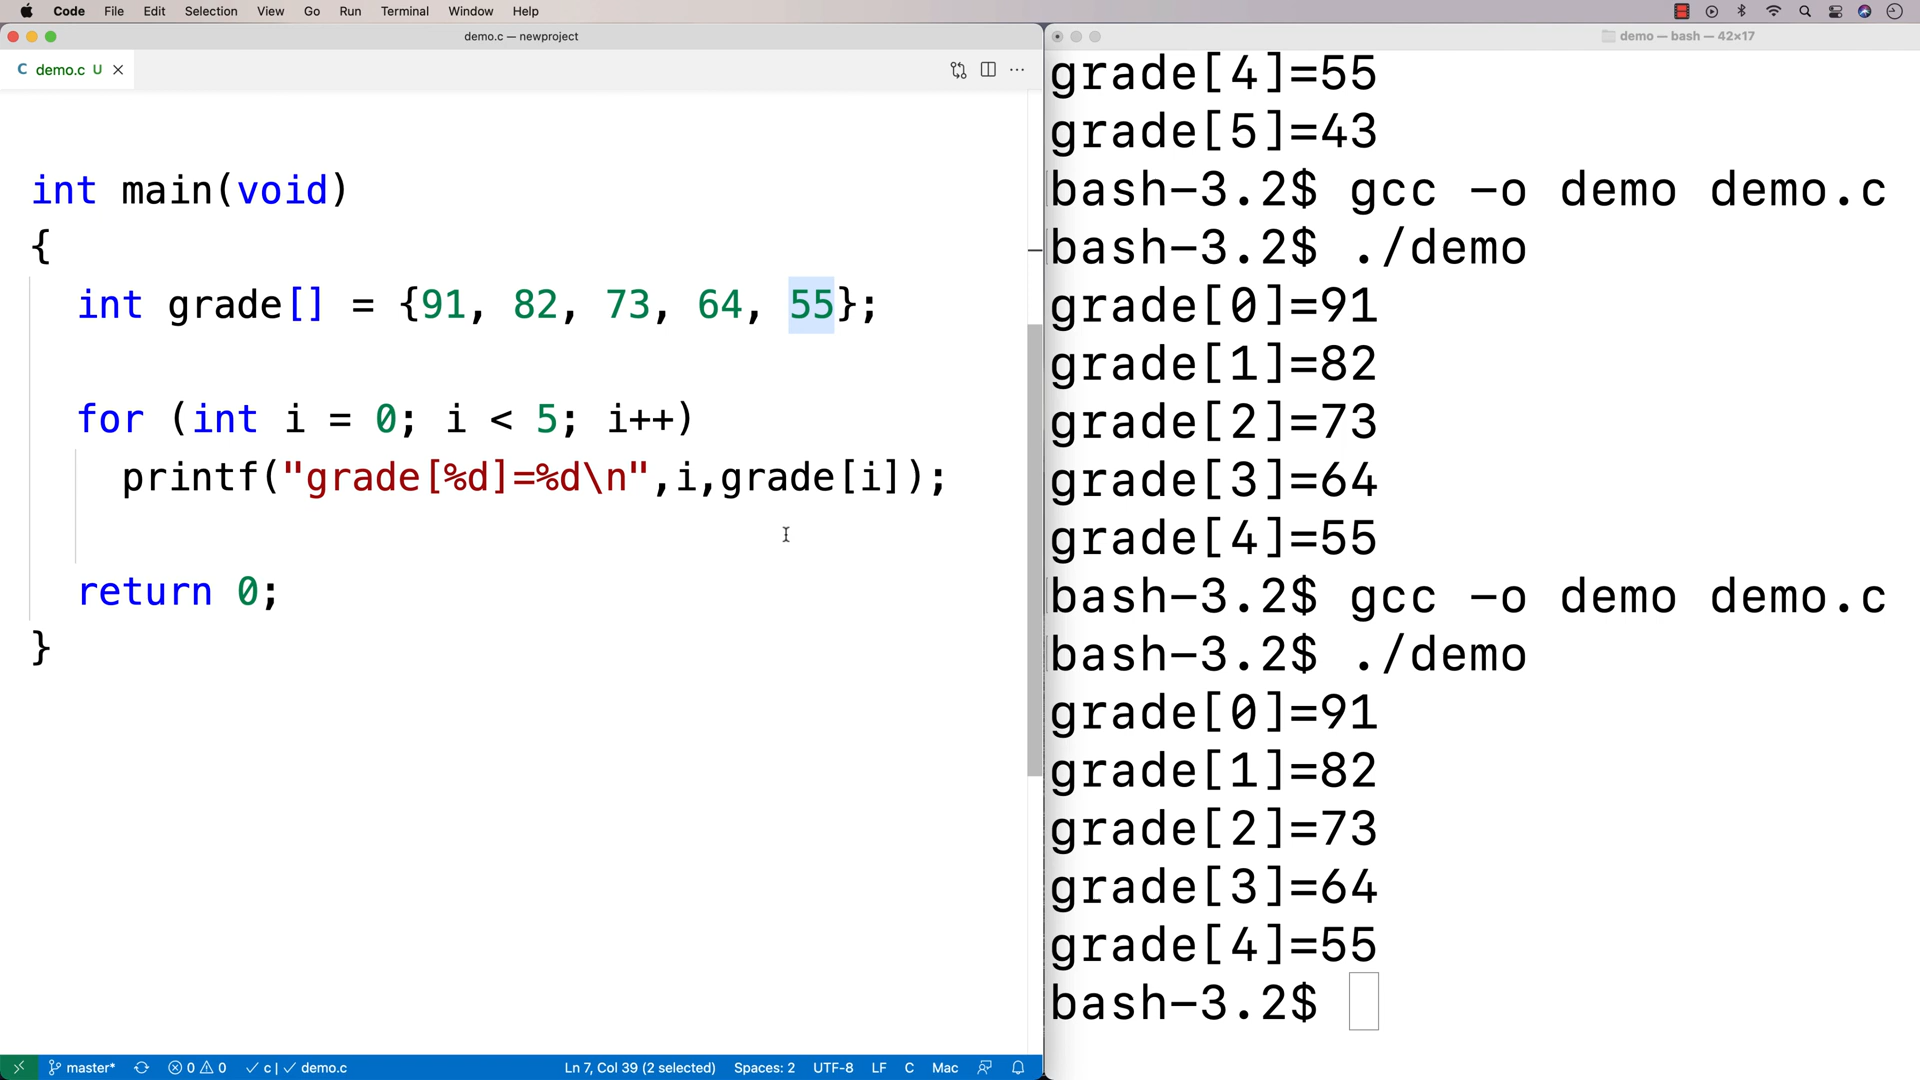 Code File Edit Selection View Go Run Terminal Window Help
demo.c — newproject
C demo.c U
int main(void)
{
int grade[] = {91, 82, 73, 64, 55};
for (int i = 0; i < 5; i++)
printf("grade[%d]=%d\n",i,grade[i]);
return 0;
}
master* 0 0 c | demo.c Ln 7, Col 39 (2 selected) Spaces: 2 UTF-8 LF C Mac
demo — bash — 42×17
grade[4]=55
grade[5]=43
bash-3.2$ gcc -o demo demo.c
bash-3.2$ ./demo
grade[0]=91
grade[1]=82
grade[2]=73
grade[3]=64
grade[4]=55
bash-3.2$ gcc -o demo demo.c
bash-3.2$ ./demo
grade[0]=91
grade[1]=82
grade[2]=73
grade[3]=64
grade[4]=55
bash-3.2$